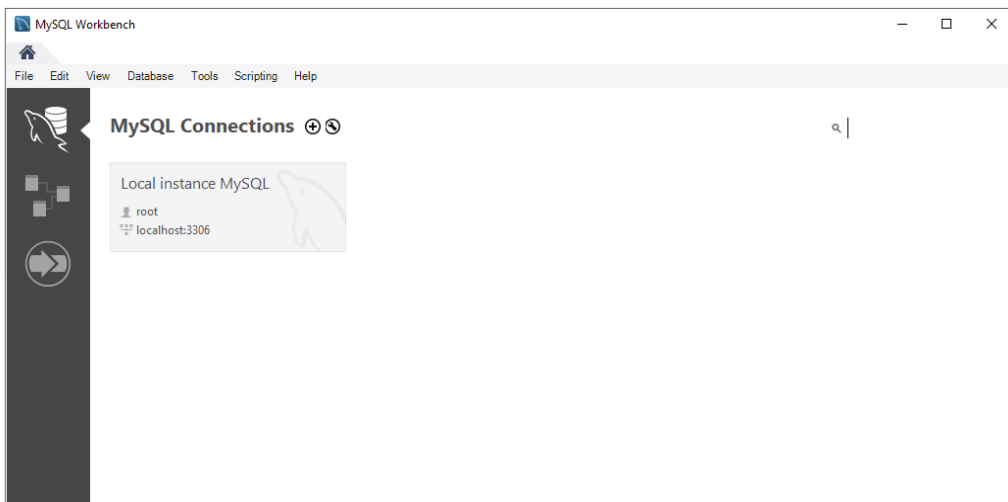 MySQL Workbench
File Edit View Database Tools Scripting Help
MySQL Connections
Local instance MySQL
root
localhost:3306